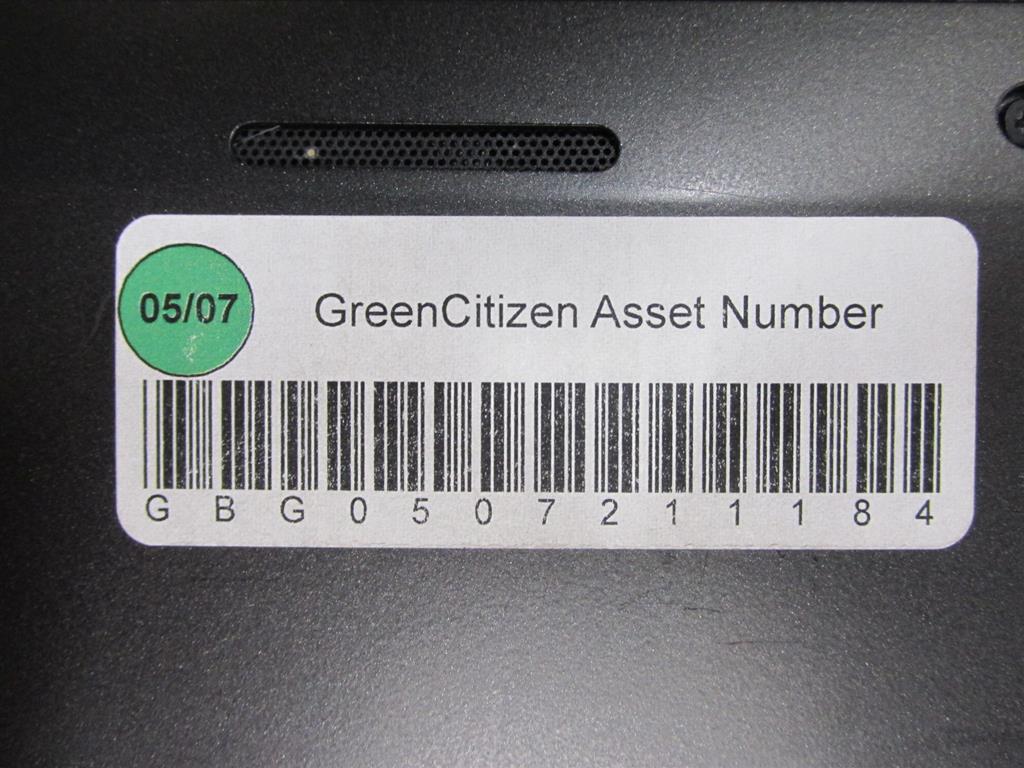 05/07
GreenCitizen Asset Number
G B G 0 5 0 7 2 1 1 1 8 4